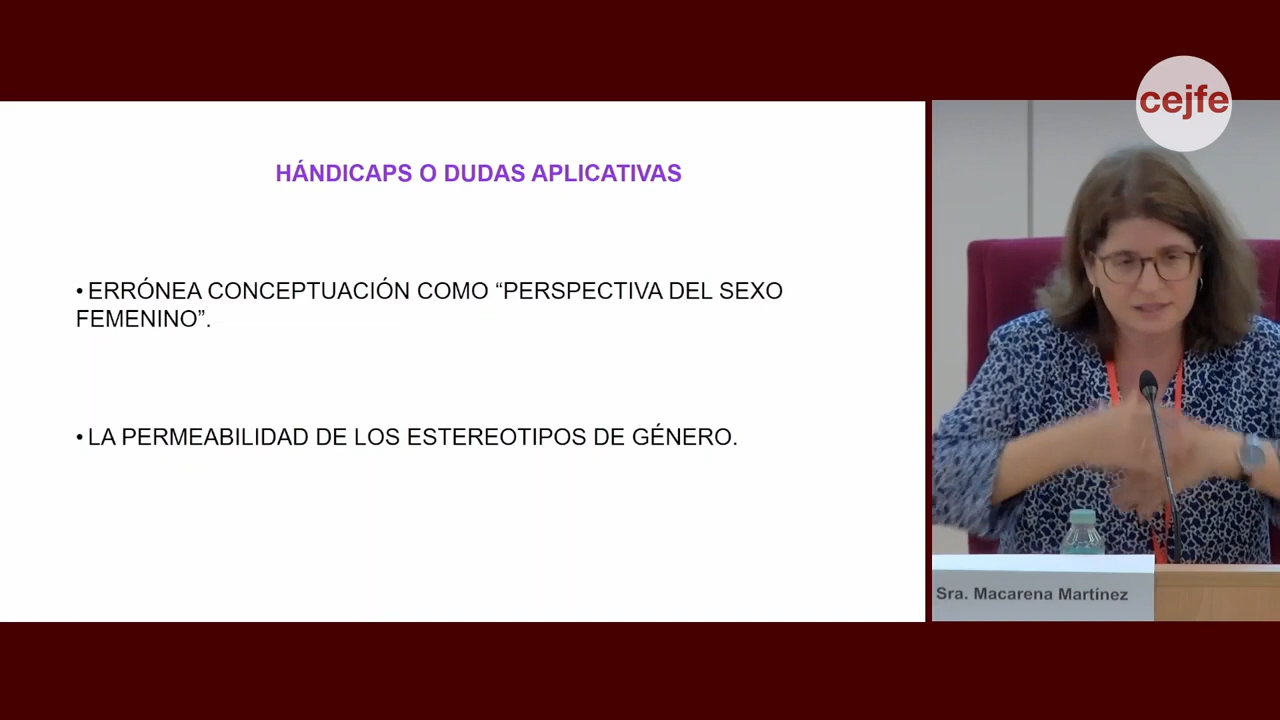 cejfe
HÁNDICAPS O DUDAS APLICATIVAS
• ERRÓNEA CONCEPTUACIÓN COMO “PERSPECTIVA DEL SEXO
FEMENINO”.
• LA PERMEABILIDAD DE LOS ESTEREOTIPOS DE GÉNERO.
Sra. Macarena Martínez